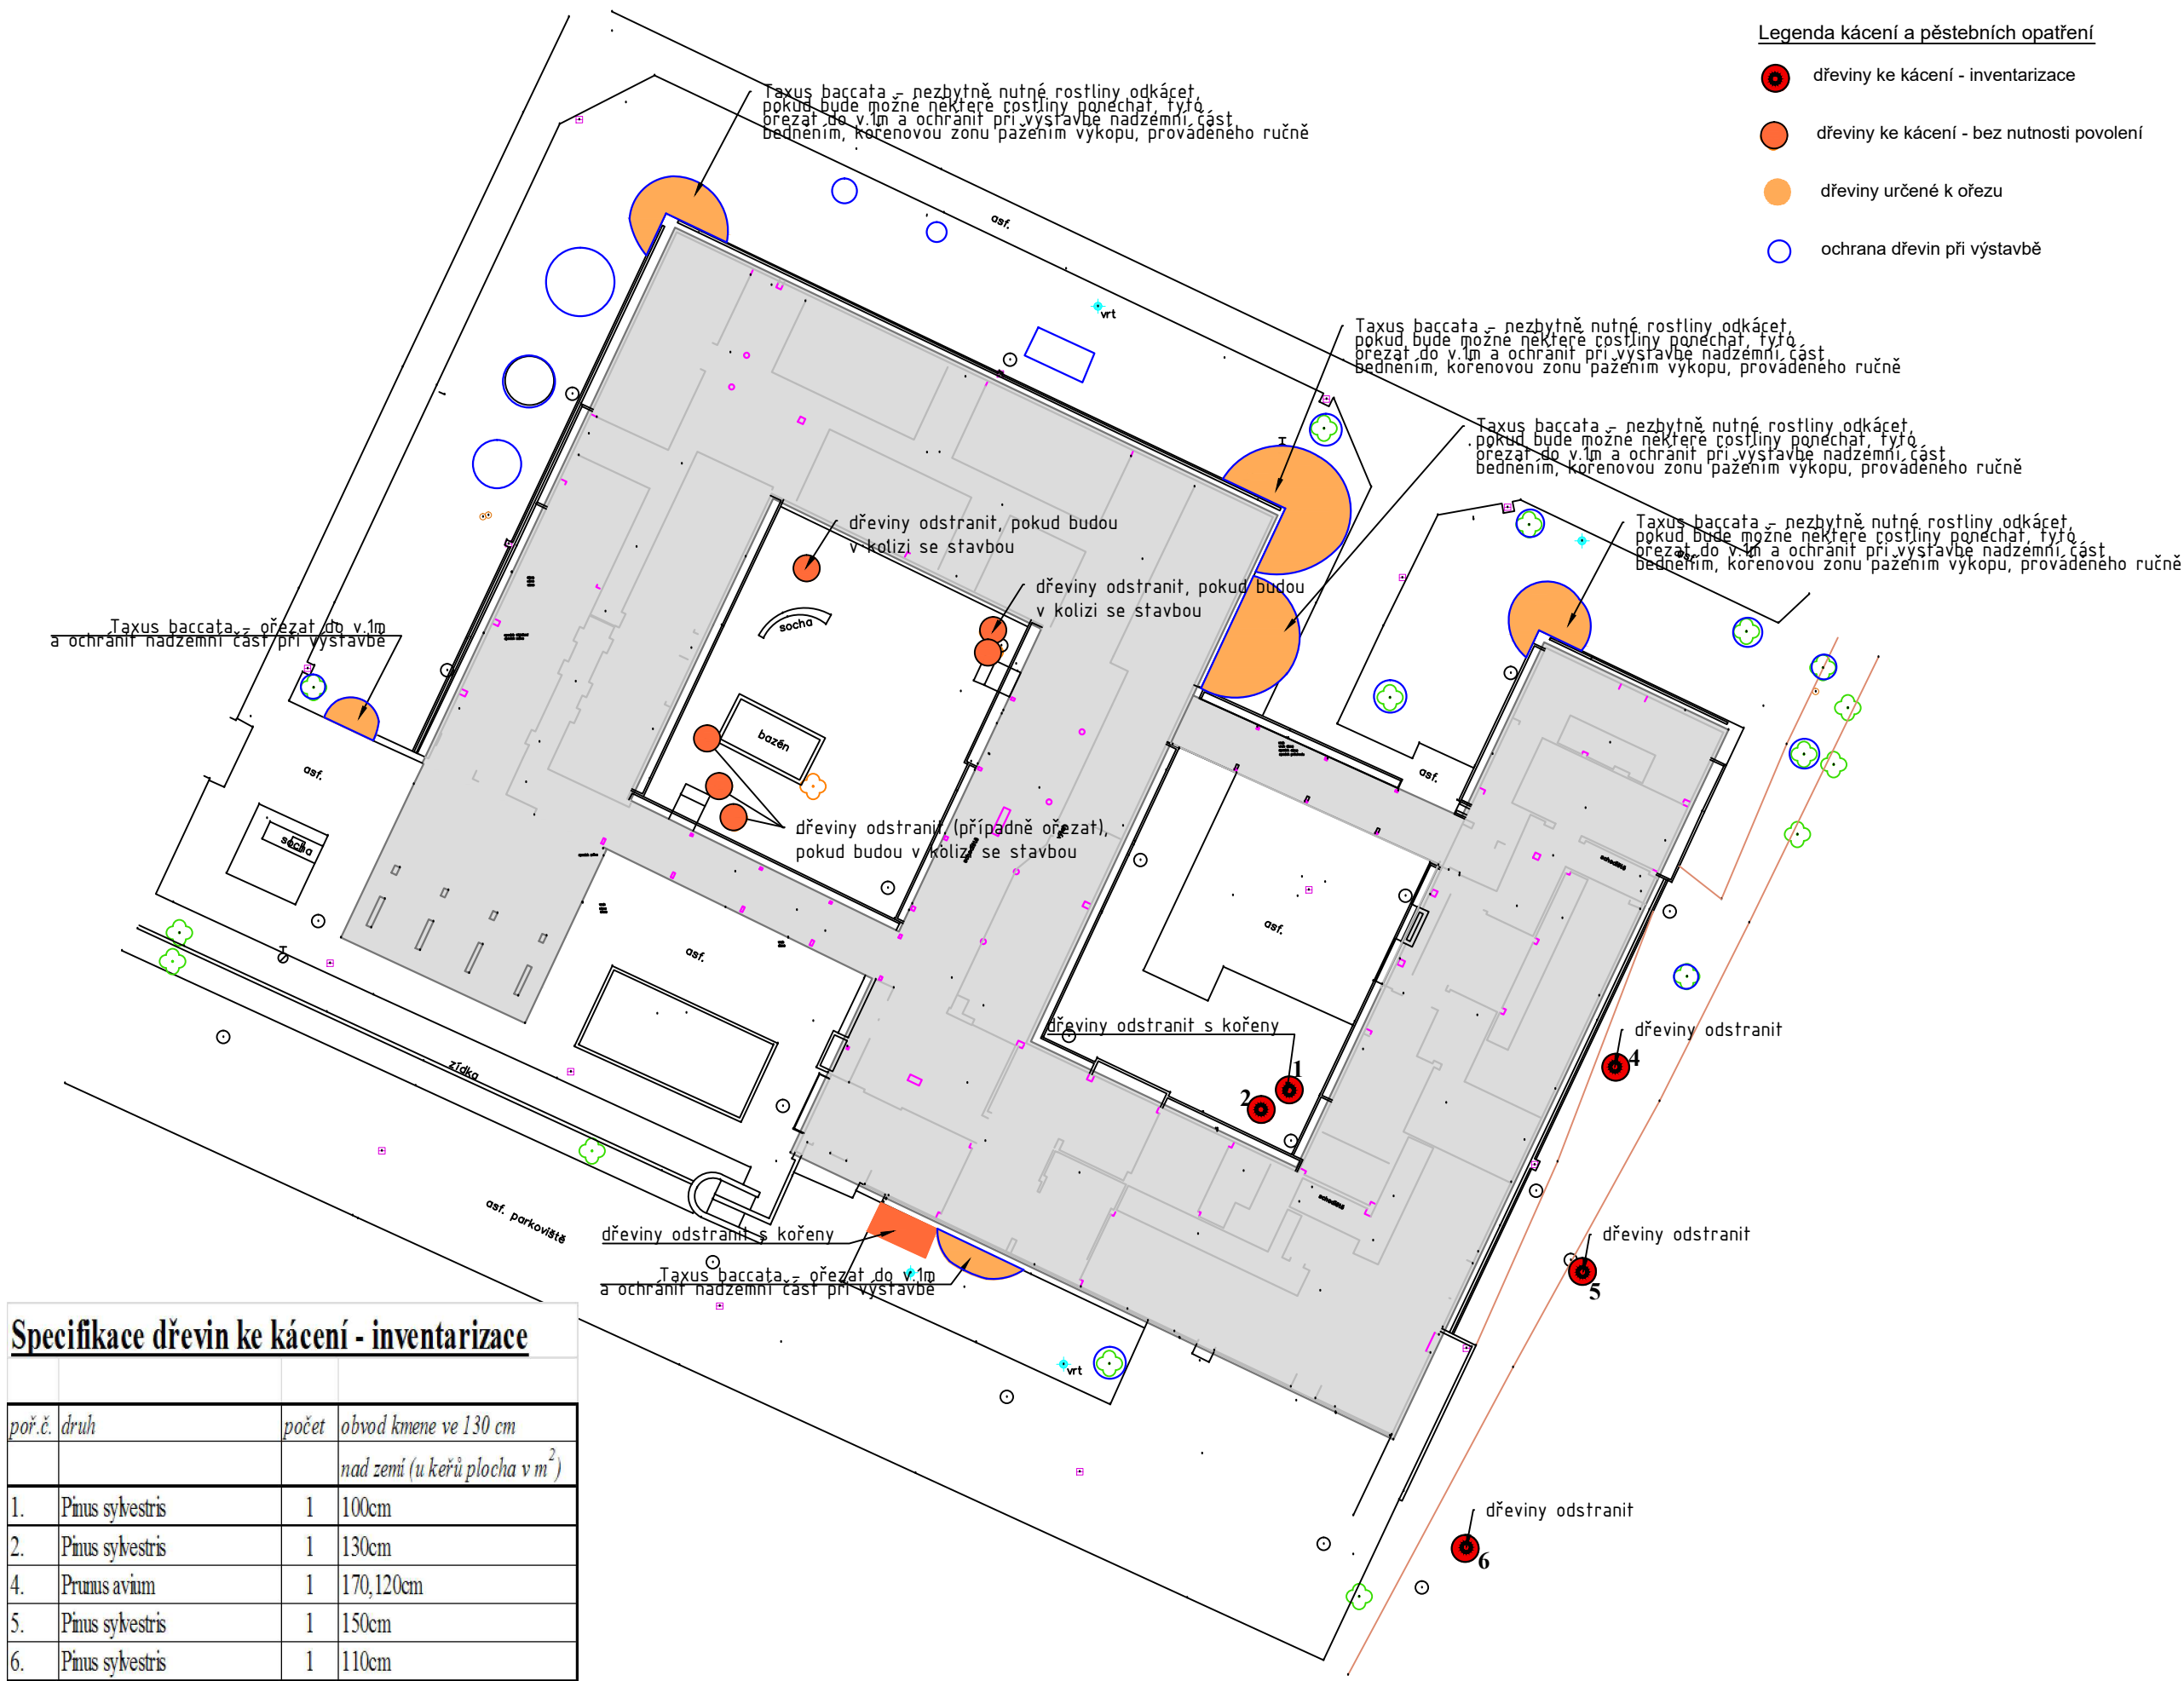 Legenda kácení a pěstebních opatření
dřeviny ke kácení - inventarizace
dřeviny ke kácení - bez nutnosti povolení
dřeviny určené k ořezu
ochrana dřevin při výstavbě
Taxus baccata - nezbytně nutné rostliny odkácet,
pokud bude možné některé rostliny ponechat, tyto
ořezat do v.1m a ochránit při výstavbě nadzemní část
bedněním, kořenovou zonu pažením výkopu, prováděného ručně
asf.
vrt
Taxus baccata - nezbytně nutné rostliny odkácet,
pokud bude možné některé rostliny ponechat, tyto
ořezat do v.1m a ochránit při výstavbě nadzemní část
bedněním, kořenovou zonu pažením výkopu, prováděného ručně
Taxus baccata - nezbytně nutné rostliny odkácet,
pokud bude možné některé rostliny ponechat, tyto
ořezat do v.1m a ochránit při výstavbě nadzemní část
bedněním, kořenovou zonu pažením výkopu, prováděného ručně
Taxus baccata - nezbytně nutné rostliny odkácet,
pokud bude možné některé rostliny ponechat, tyto
ořezat do v.1m a ochránit při výstavbě nadzemní část
bedněním, kořenovou zonu pažením výkopu, prováděného ručně
asf.
dřeviny odstranit, pokud budou
v kolizi se stavbou
dřeviny odstranit, pokud budou
v kolizi se stavbou
socha
Taxus baccata - ořezat do v.1m
a ochránit nadzemní část při výstavbě
bazén
asf.
asf.
dřeviny odstranit, (případně ořezat),
pokud budou v kolizi se stavbou
socha
schodiště
asf.
asf.
dřeviny odstranit s kořeny
1
2
dřeviny odstranit
4
zídka
schodiště
asf. parkoviště
dřeviny odstranit s kořeny
Taxus baccata - ořezat do v.1m
a ochránit nadzemní část při výstavbě
dřeviny odstranit
5
vrt
dřeviny odstranit
6
Specifikace dřevin ke kácení - inventarizace
poř.č. druh počet obvod kmene ve 130 cm
nad zemí (u keřů plocha v m²)
1. Pinus sylvestris 1 100cm
2. Pinus sylvestris 1 130cm
4. Prunus avium 1 170,120cm
5. Pinus sylvestris 1 150cm
6. Pinus sylvestris 1 110cm